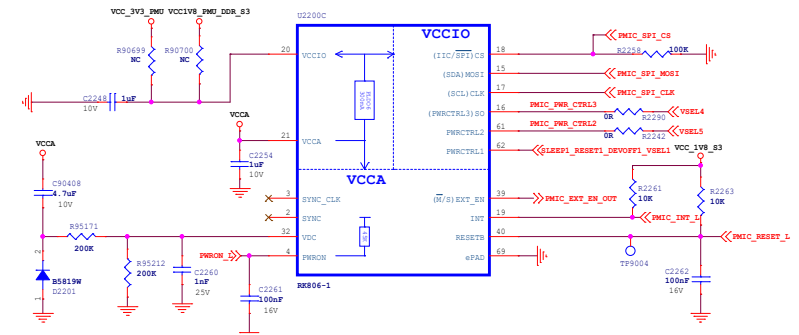 VCC_3V3_PMU VCC1V8_PMU_DDR_S3
U2200C
VCCIO
R90699
NC
R90700
NC
20 VCCIO
(IIC/SPI)CS 18
PMIC_SPI_CS
R2258 100K
(SDA)MOSI 15
PMIC_SPI_MOSI
(SCL)CLK 17
PMIC_SPI_CLK
C2248 1uF
10V
(PWRCTRL3)SO 16
PMIC_PWR_CTRL3
0R R2290
VSEL4
PWRCTRL2 61
PMIC_PWR_CTRL2
0R R2242
VSEL5
VCCA
21 VCCA
PWRCTRL1 62
SLEEP1_RESET1_DEVOFF1_VSEL1
C2254
1uF
10V
VCCA
VCCA
VCC_1V8_S3
C90408
4.7uF
10V
3 SYNC_CLK
2 SYNC
(M/S)EXT_EN 39
PMIC_EXT_EN_OUT
R2261
10K
R2263
10K
INT 19
PMIC_INT_L
R95171
200K
32 VDC
RESETB 40
PMIC_RESET_L
PWRON_L
4 PWRON
ePAD 69
TP9004
2
B5819W
D2201
1
R95212
200K
C2260
1nF
25V
C2261
100nF
16V
RK806-1
C2262
100nF
16V